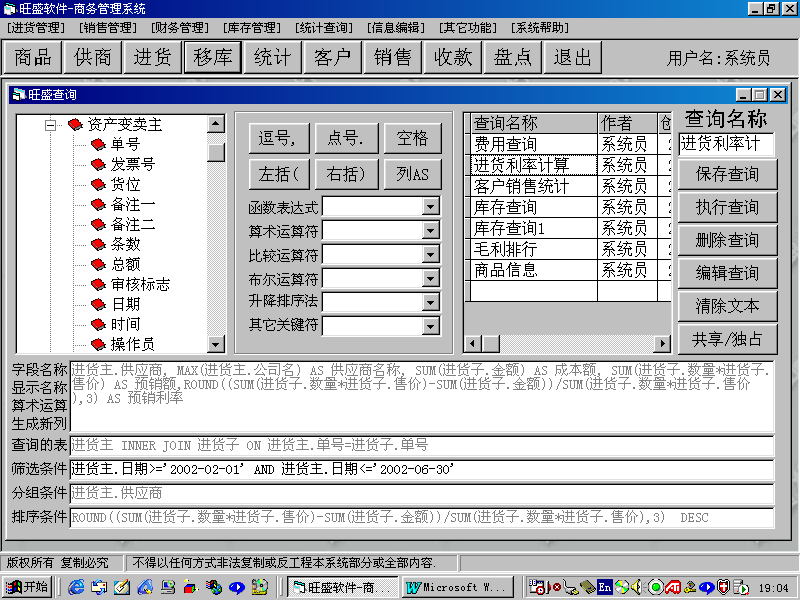 旺盛软件-商务管理系统
[进货管理] [销售管理] [财务管理] [库存管理] [统计查询] [信息编辑] [其它功能] [系统帮助]
商品 供商 进货 移库 统计 客户 销售 收款 盘点 退出 用户名:系统员
旺盛查询
资产变卖主
单号
发票号
货位
备注一
备注二
条数
总额
审核标志
日期
时间
操作员
逗号, 点号. 空格
左括( 右括) 列AS
函数表达式
算术运算符
比较运算符
布尔运算符
升降排序法
其它关键符
查询名称 作者 创
费用查询 系统员
进货利率计算 系统员
客户销售统计 系统员
库存查询 系统员
库存查询1 系统员
毛利排行 系统员
商品信息 系统员
查询名称
进货利率计
保存查询
执行查询
删除查询
编辑查询
清除文本
共享/独占
字段名称
显示名称
算术运算
生成新列
进货主.供应商, MAX(进货主.公司名) AS 供应商名称, SUM(进货子.金额) AS 成本额, SUM(进货子.数量*进货子.
售价) AS 预销额,ROUND((SUM(进货子.数量*进货子.售价)-SUM(进货子.金额))/SUM(进货子.数量*进货子.售价
),3) AS 预销利率
查询的表 进货主 INNER JOIN 进货子 ON 进货主.单号=进货子.单号
筛选条件 进货主.日期>='2002-02-01' AND 进货主.日期<='2002-06-30'
分组条件 进货主.供应商
排序条件 ROUND((SUM(进货子.数量*进货子.售价)-SUM(进货子.金额))/SUM(进货子.数量*进货子.售价),3) DESC
版权所有 复制必究 不得以任何方式非法复制或反工程本系统部分或全部内容.
开始 旺盛软件-商... Microsoft W... En 19:04